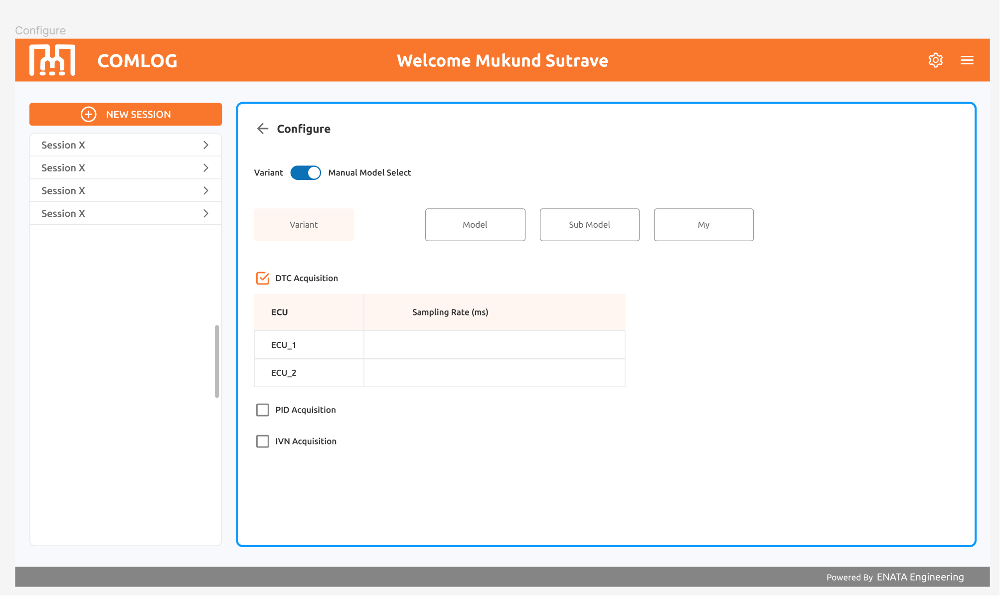 Configure
COMLOG
Welcome Mukund Sutrave
NEW SESSION
Session X
Session X
Session X
Session X
Configure
Variant
Manual Model Select
Variant
Model
Sub Model
My
DTC Acquisition
ECU
Sampling Rate (ms)
ECU_1
ECU_2
PID Acquisition
IVN Acquisition
Powered By ENATA Engineering